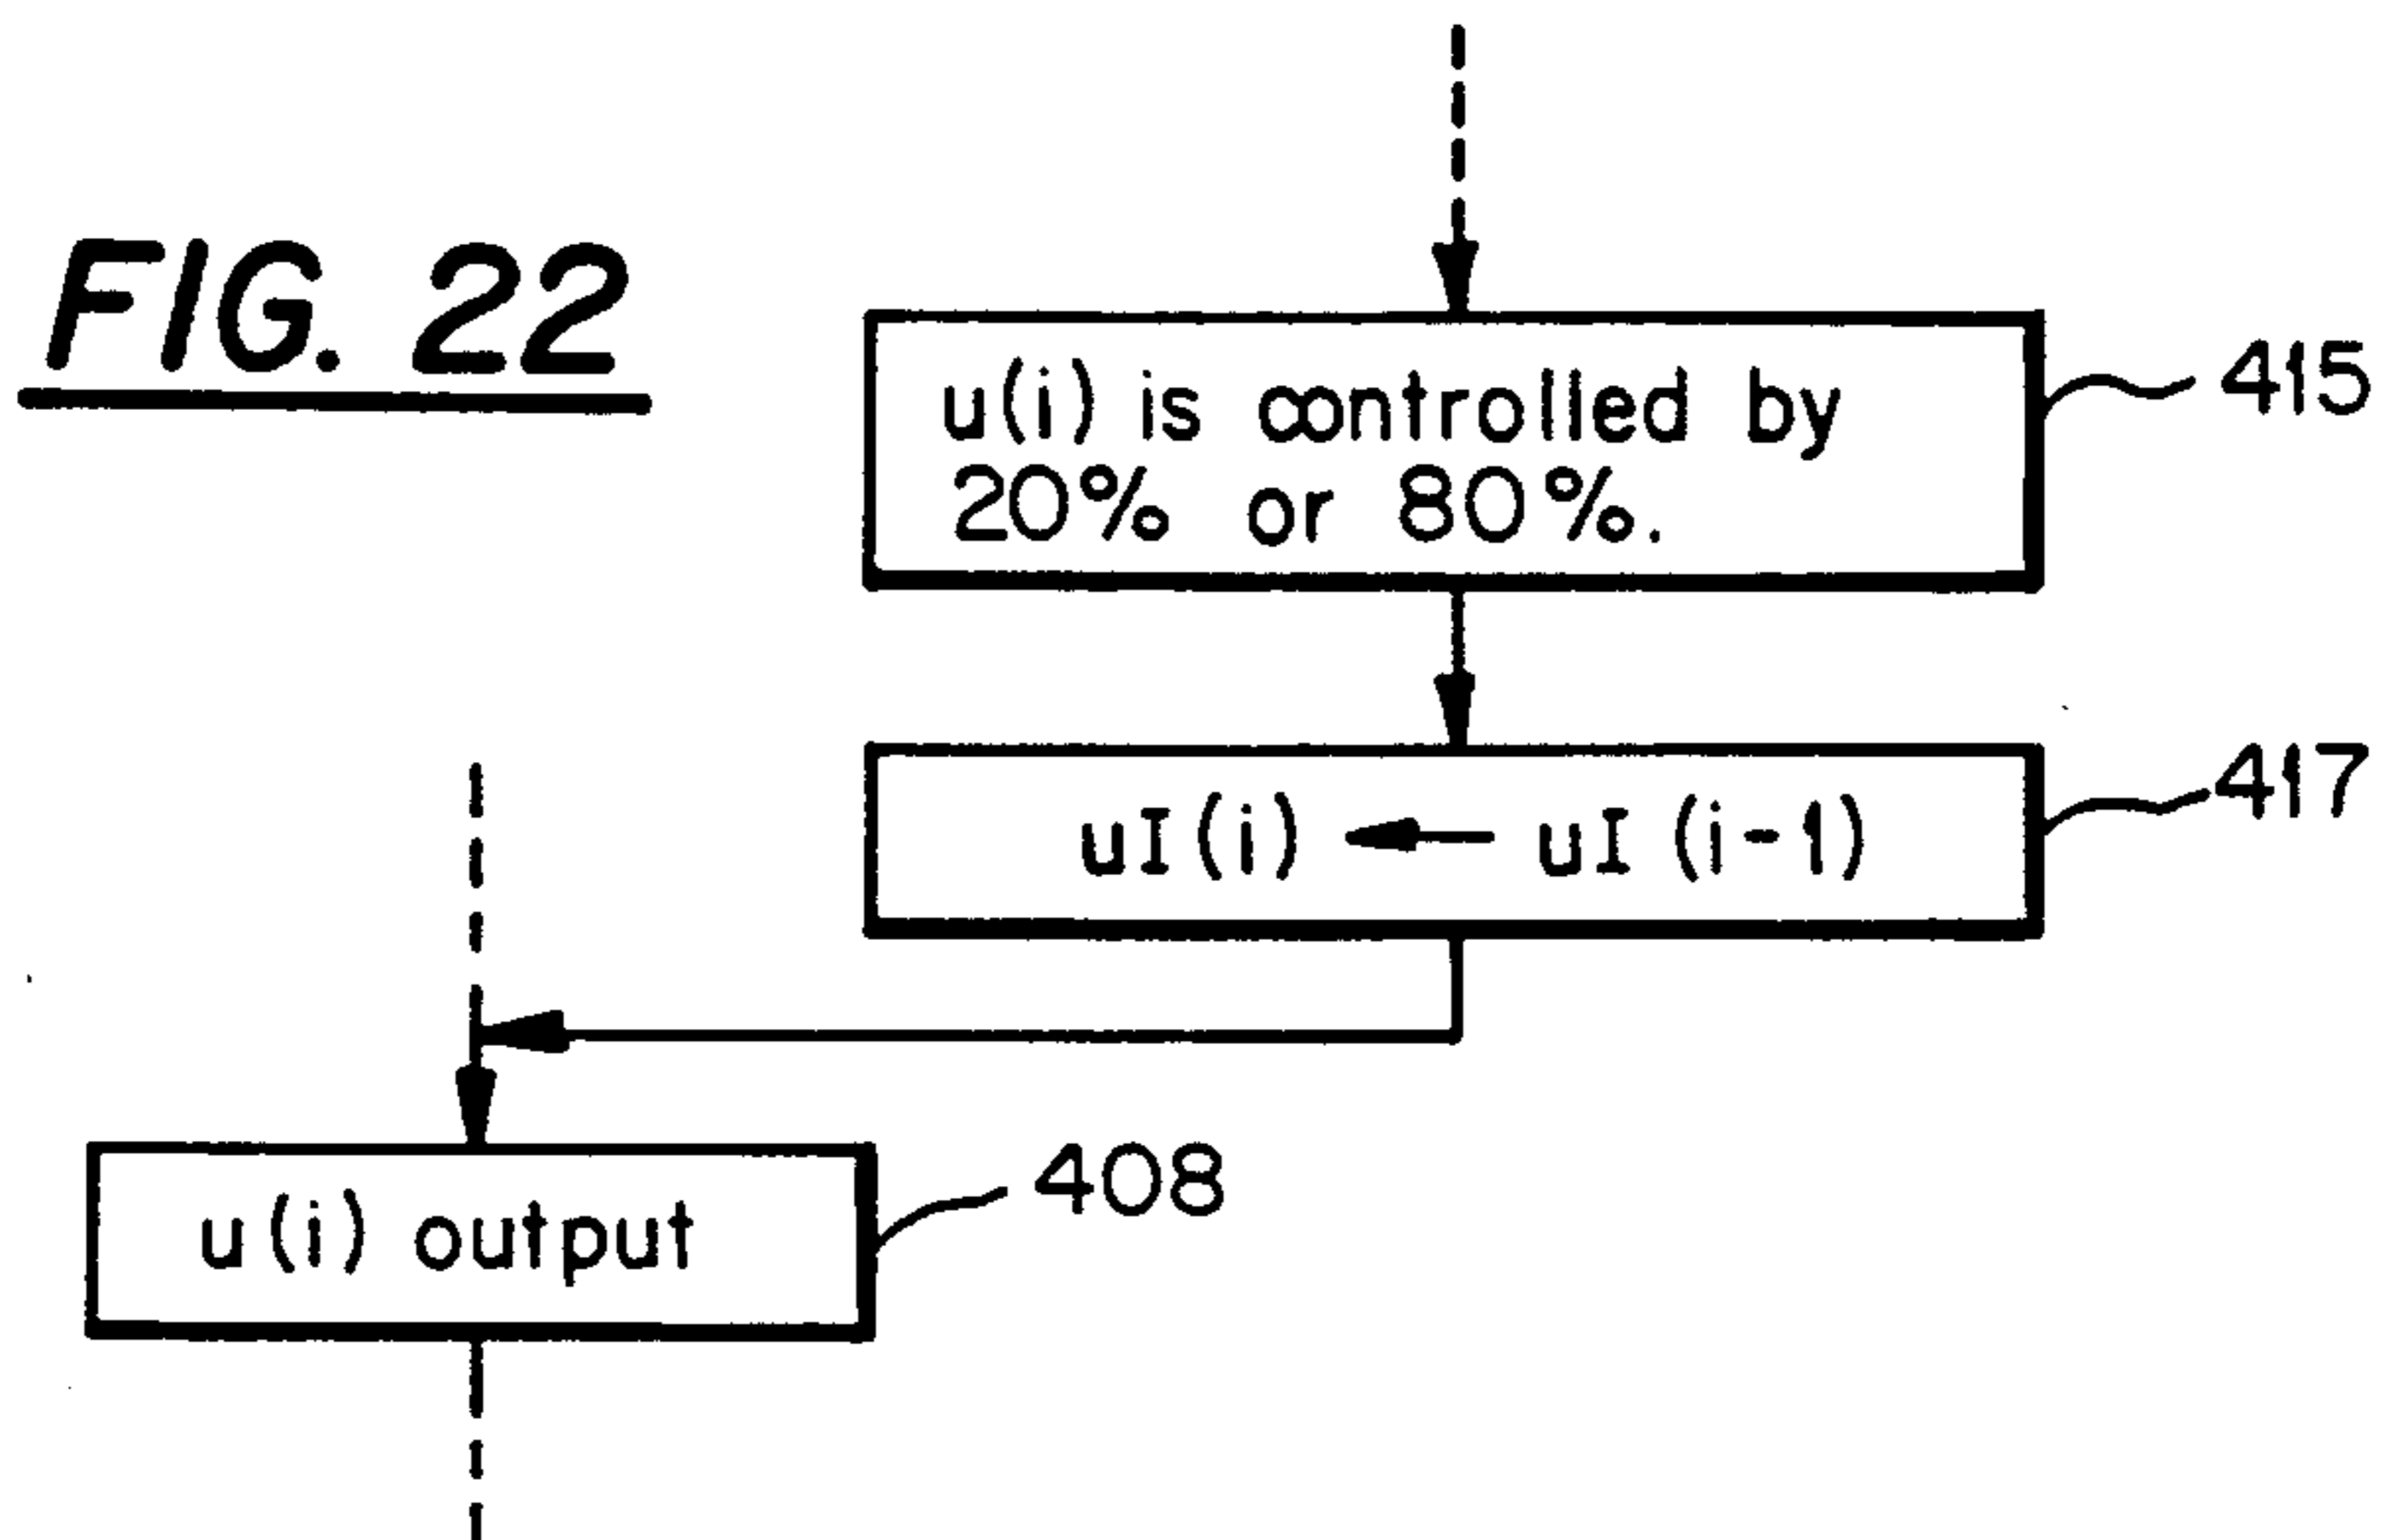 FIG. 22
u(i) is controlled by
20% or 80%.
415
uI(i) ← uI(i-1)
417
u(i) output
408